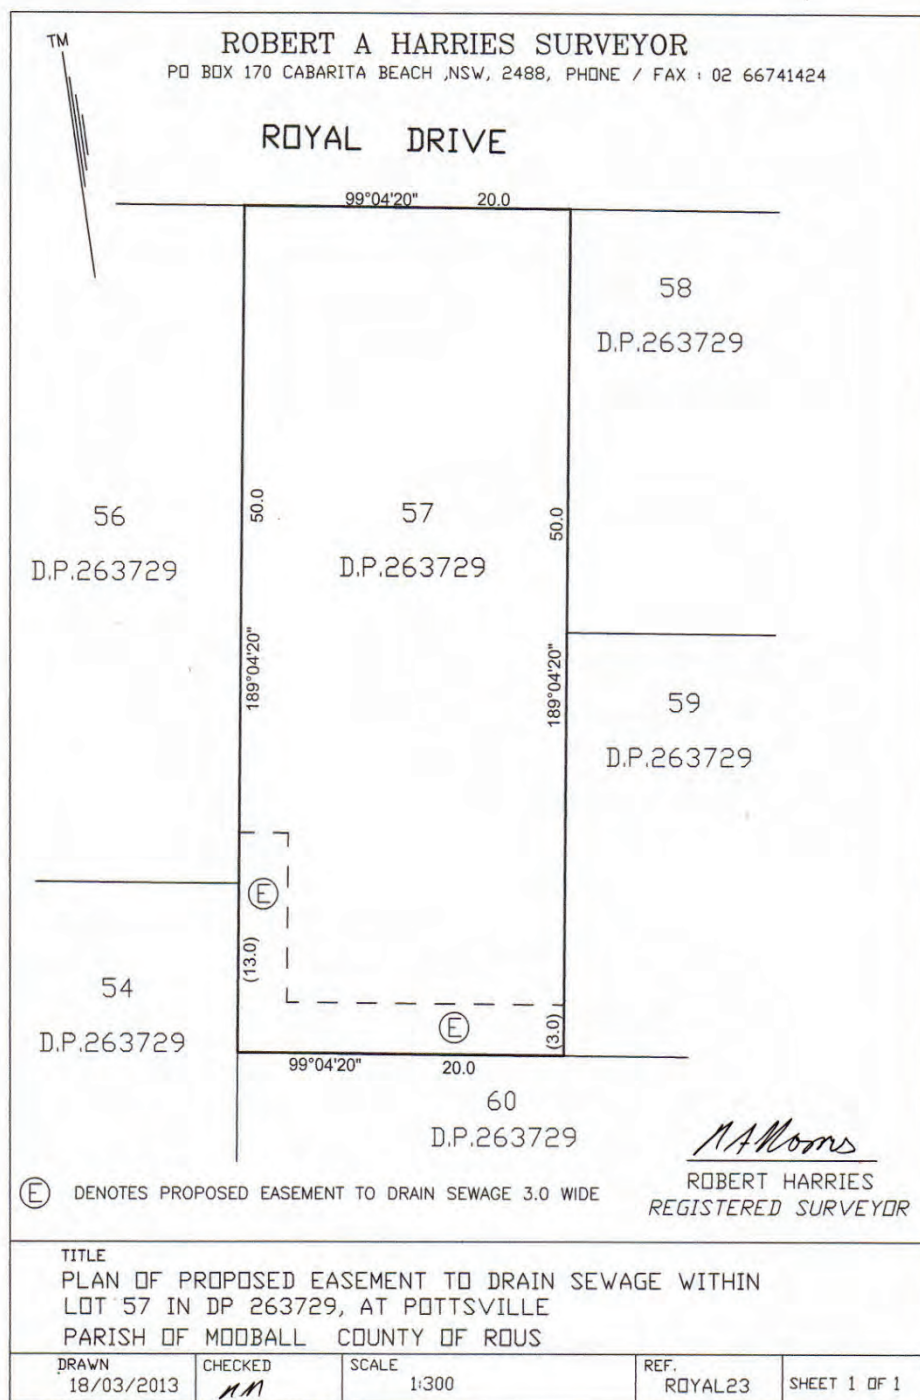 TM
ROBERT A HARRIES SURVEYOR
PO BOX 170 CABARITA BEACH ,NSW, 2488, PHONE / FAX : 02 66741424
ROYAL DRIVE
99°04'20" 20.0
58
D.P.263729
50.0
50.0
56
D.P.263729
57
D.P.263729
189°04'20"
189°04'20"
59
D.P.263729
E
(13.0)
54
D.P.263729
E
(3.0)
99°04'20" 20.0
60
D.P.263729
E DENOTES PROPOSED EASEMENT TO DRAIN SEWAGE 3.0 WIDE
ROBERT HARRIES
REGISTERED SURVEYOR
TITLE
PLAN OF PROPOSED EASEMENT TO DRAIN SEWAGE WITHIN
LOT 57 IN DP 263729, AT POTTSVILLE
PARISH OF MOOBALL COUNTY OF ROUS
DRAWN
18/03/2013
CHECKED
SCALE
1:300
REF.
ROYAL23
SHEET 1 OF 1